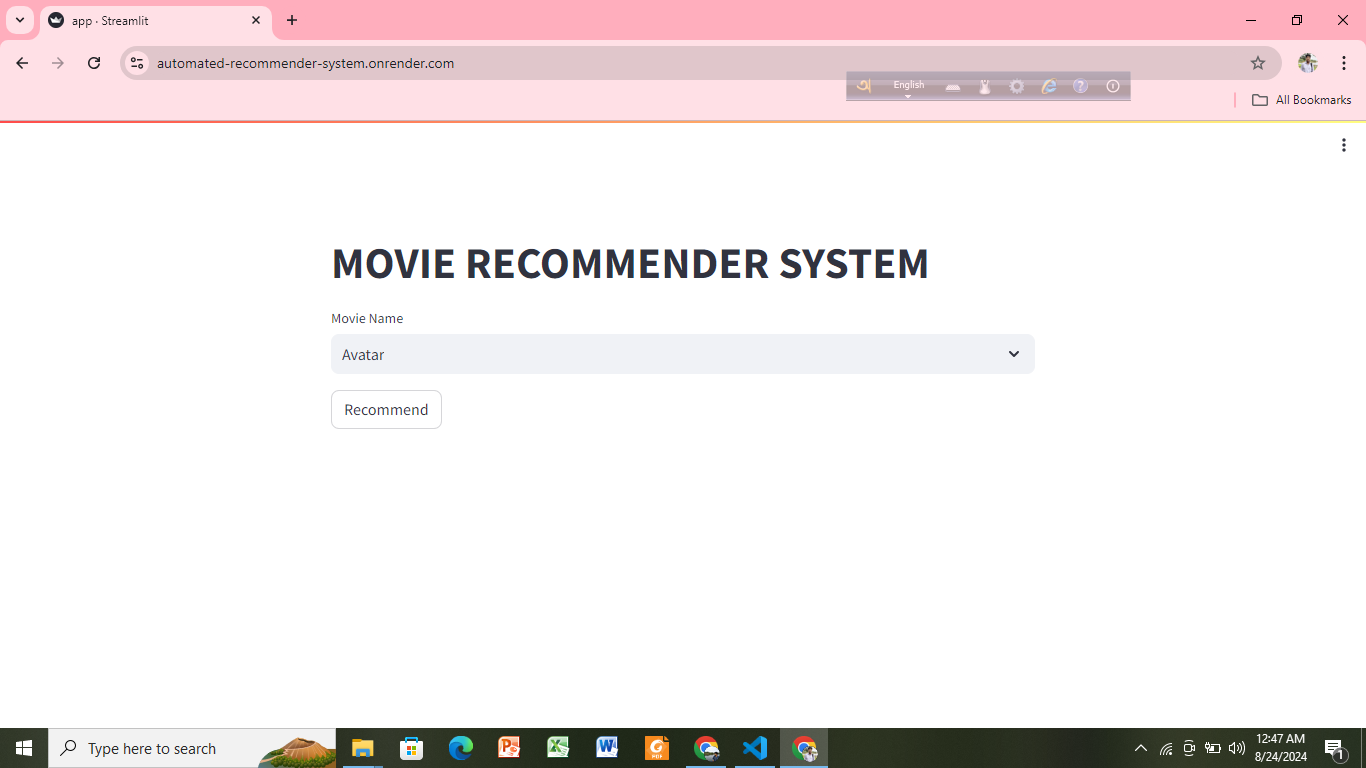 app · Streamlit
automated-recommender-system.onrender.com
অ English
All Bookmarks
MOVIE RECOMMENDER SYSTEM
Movie Name
Avatar
Recommend
Type here to search
12:47 AM
8/24/2024
1